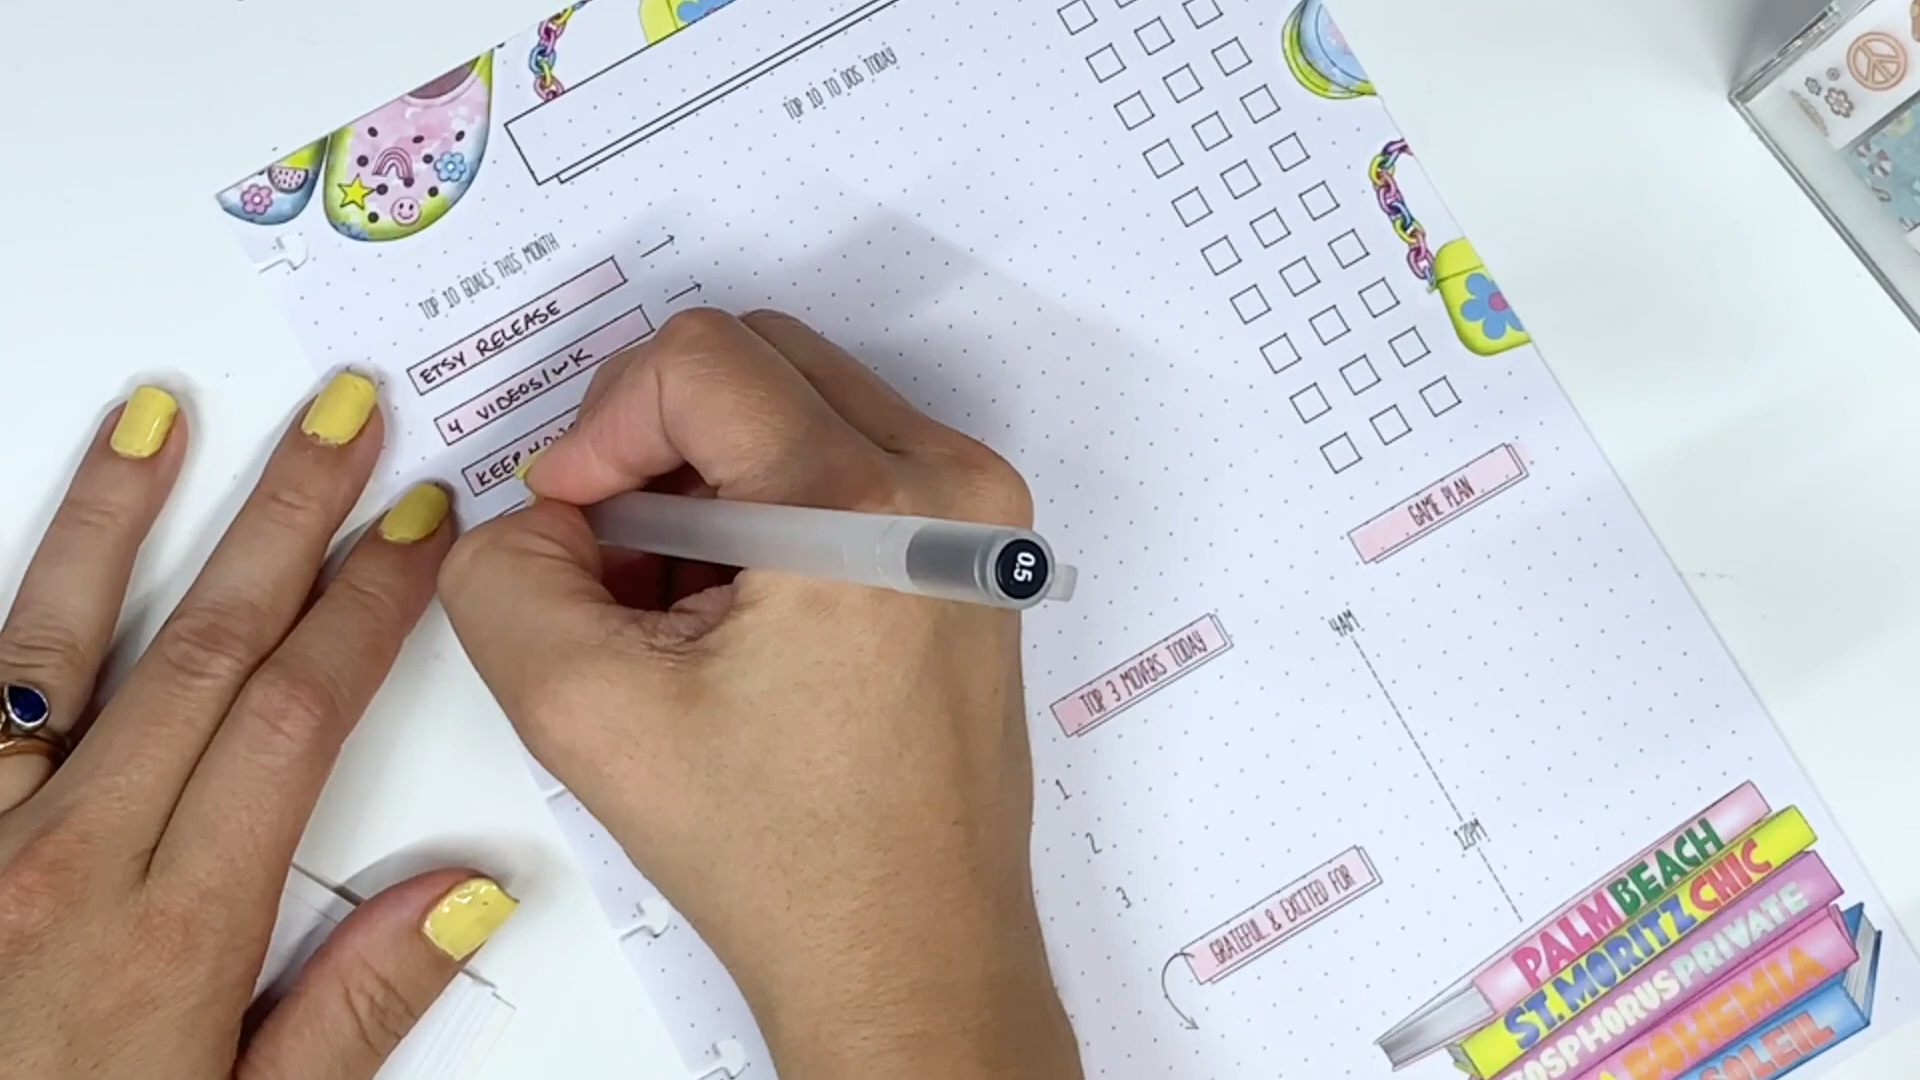 TOP 10 TO DOS TODAY
TOP 10 GOALS THIS MONTH
ETSY RELEASE
4 VIDEOS/WK
KEEP
0.5
GAME PLAN
4AM
TOP 3 MOVERS TODAY
1
2
3
12PM
GRATEFUL & EXCITED FOR
PALM BEACH
ST. MORITZ CHIC
BOSPHORUS PRIVATE
BOHEMIA
SOLEIL